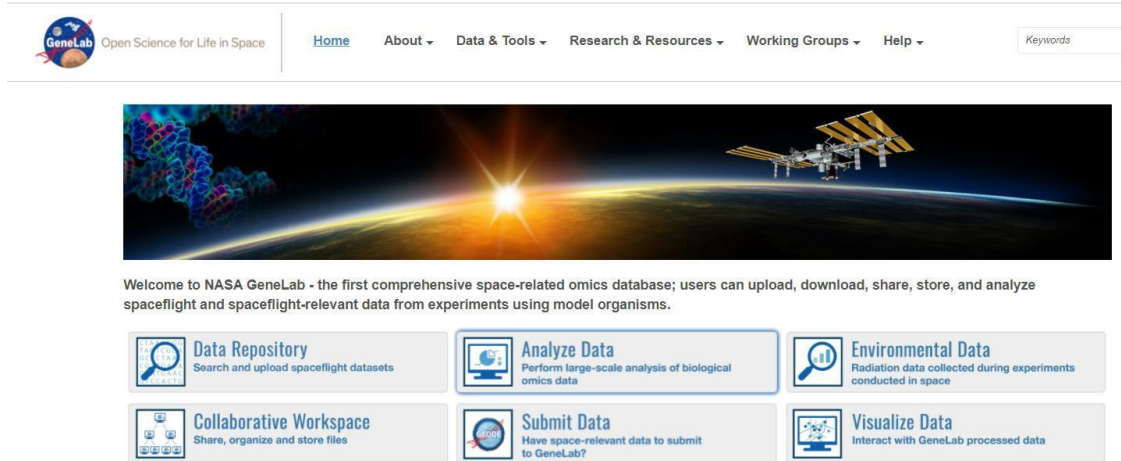 GeneLab
Open Science for Life in Space
Home
About
Data & Tools
Research & Resources
Working Groups
Help
Keywords
Welcome to NASA GeneLab - the first comprehensive space-related omics database; users can upload, download, share, store, and analyze
spaceflight and spaceflight-relevant data from experiments using model organisms.
Data Repository
Search and upload spaceflight datasets
Analyze Data
Perform large-scale analysis of biological
omics data
Environmental Data
Radiation data collected during experiments
conducted in space
Collaborative Workspace
Share, organize and store files
GEODE
Submit Data
Have space-relevant data to submit
to GeneLab?
Visualize Data
Interact with GeneLab processed data